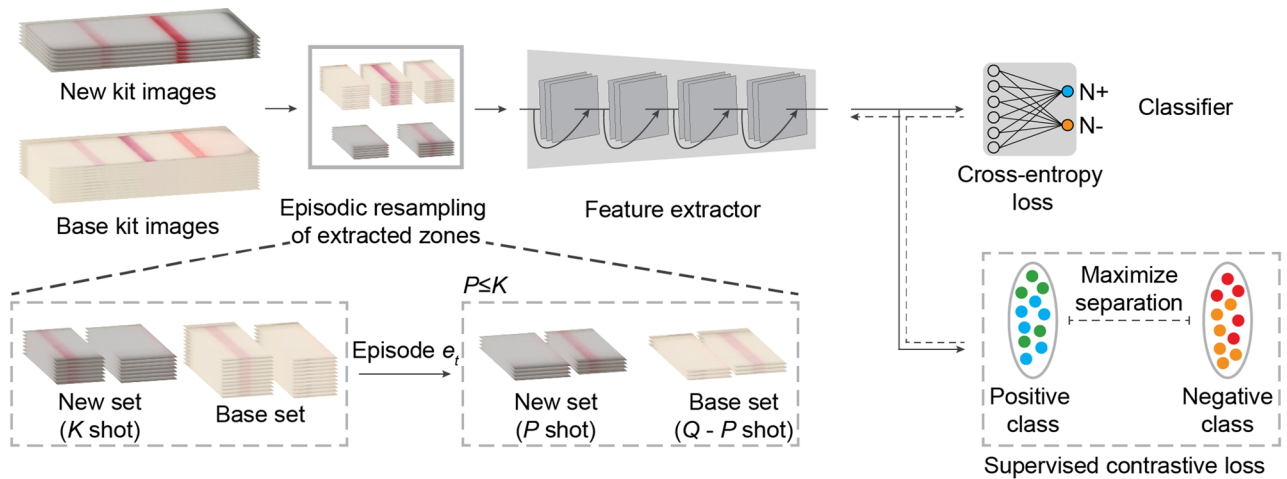 New kit images
Base kit images
Episodic resampling
of extracted zones
Feature extractor
N+
N-
Classifier
Cross-entropy
loss
P≤K
New set
(K shot)
Base set
Episode eₜ
New set
(P shot)
Base set
(Q - P shot)
Maximize
separation
Positive
class
Negative
class
Supervised contrastive loss